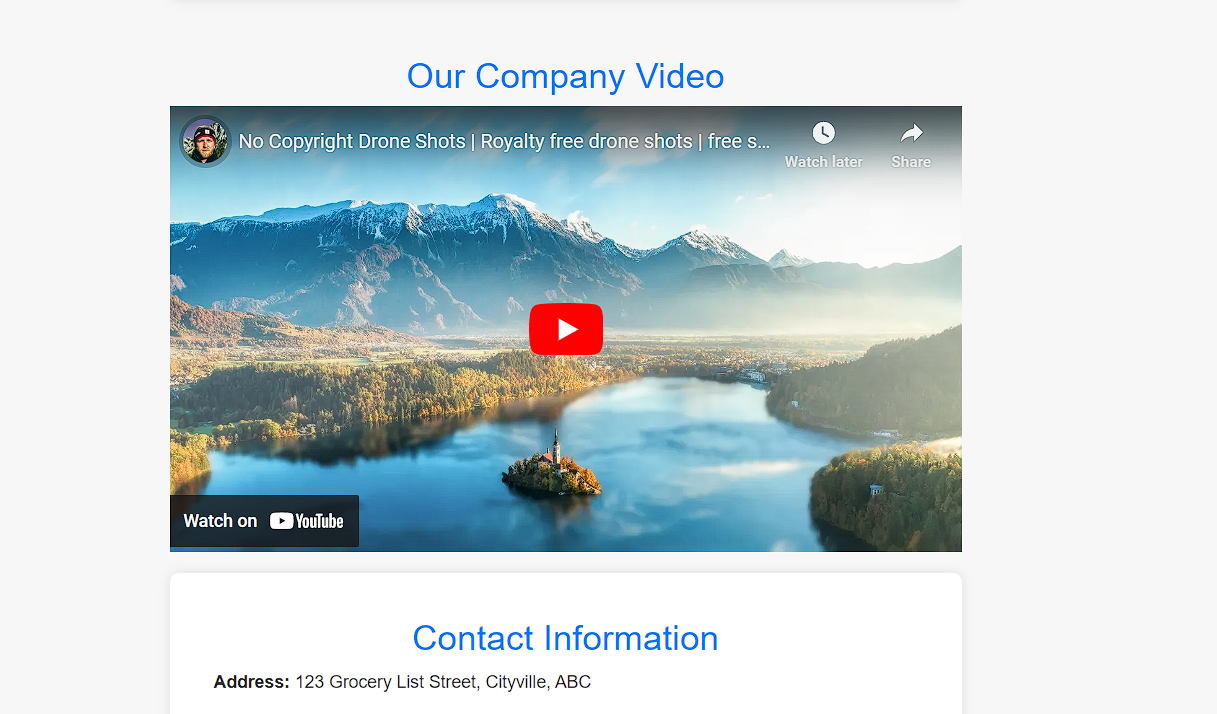 Our Company Video
No Copyright Drone Shots | Royalty free drone shots | free s...
Watch later
Share
Watch on YouTube
Contact Information
Address: 123 Grocery List Street, Cityville, ABC